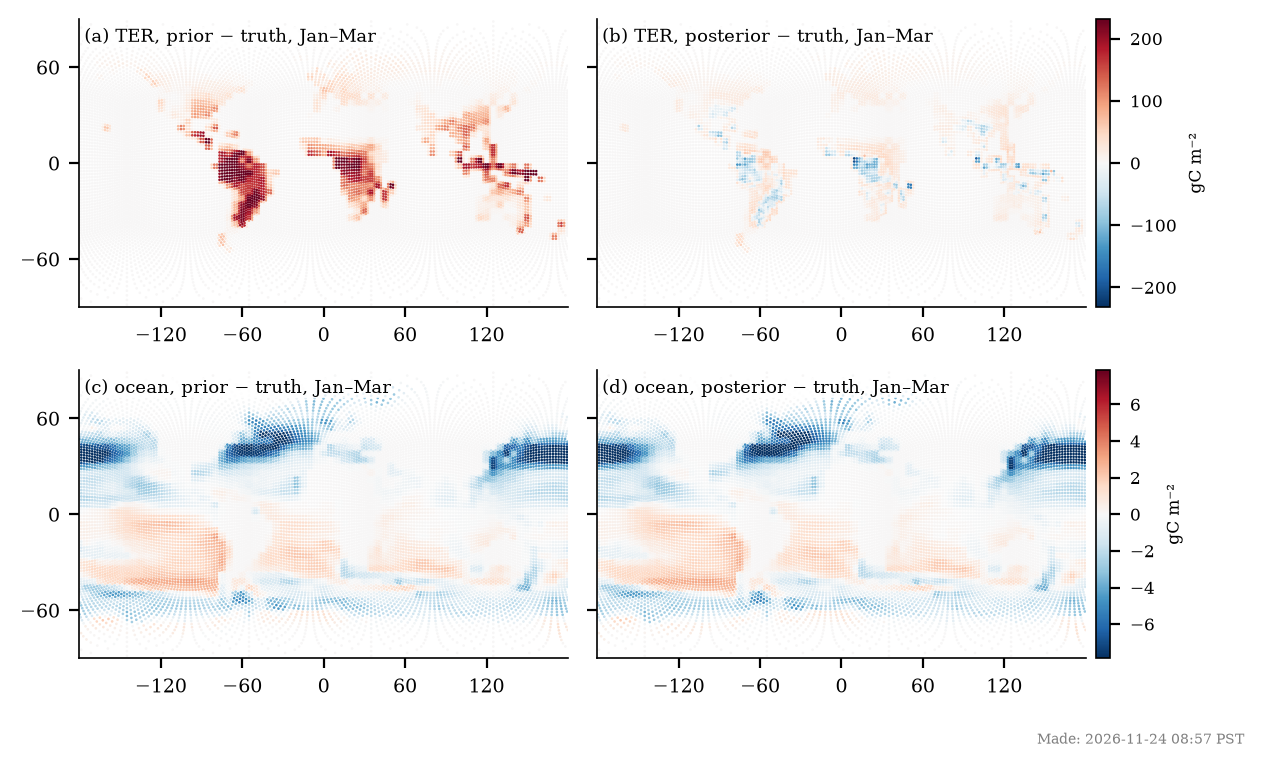 (a) TER, prior − truth, Jan–Mar
(b) TER, posterior − truth, Jan–Mar
60
0
−60
−120 −60 0 60 120
−120 −60 0 60 120
200
100
0
−100
−200
gC m⁻²
(c) ocean, prior − truth, Jan–Mar
(d) ocean, posterior − truth, Jan–Mar
60
0
−60
−120 −60 0 60 120
−120 −60 0 60 120
6
4
2
0
−2
−4
−6
gC m⁻²
Made: 2026-11-24 08:57 PST